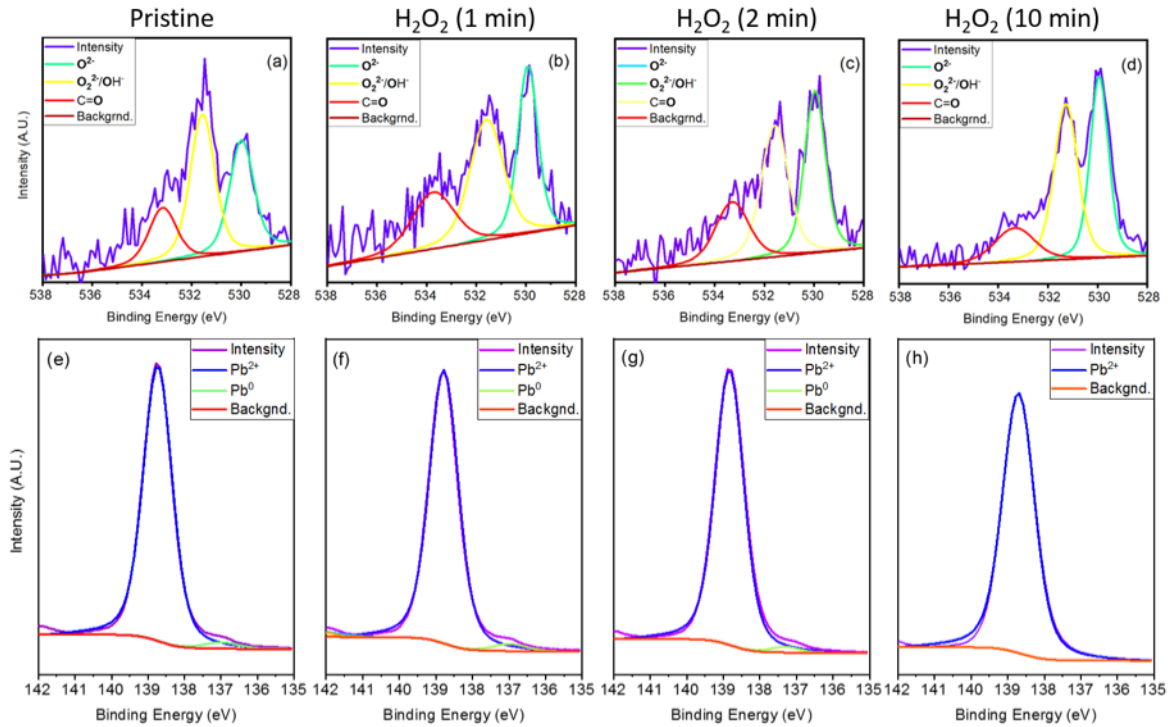 Pristine
H₂O₂ (1 min)
H₂O₂ (2 min)
H₂O₂ (10 min)
Intensity
O²⁻
O₂²⁻/OH⁻
C=O
Backgrnd.
(a)
Intensity (A.U.)
538 536 534 532 530 528
Binding Energy (eV)
Intensity
O²⁻
O₂²⁻/OH⁻
C=O
Backgrnd.
(b)
538 536 534 532 530 528
Binding Energy (eV)
Intensity
O²⁻
O₂²⁻/OH⁻
C=O
Backgrnd.
(c)
538 536 534 532 530 528
Binding Energy (eV)
Intensity
O²⁻
O₂²⁻/OH⁻
C=O
Backgrnd.
(d)
538 536 534 532 530 528
Binding Energy (eV)
(e)
Intensity
Pb²⁺
Pb⁰
Backgnd.
Intensity (A.U.)
142 141 140 139 138 137 136 135
Binding Energy (eV)
(f)
Intensity
Pb²⁺
Pb⁰
Backgnd.
142 141 140 139 138 137 136 135
Binding Energy (eV)
(g)
Intensity
Pb²⁺
Pb⁰
Backgnd.
142 141 140 139 138 137 136 135
Binding Energy (eV)
(h)
Intensity
Pb²⁺
Backgnd.
142 141 140 139 138 137 136 135
Binding Energy (eV)